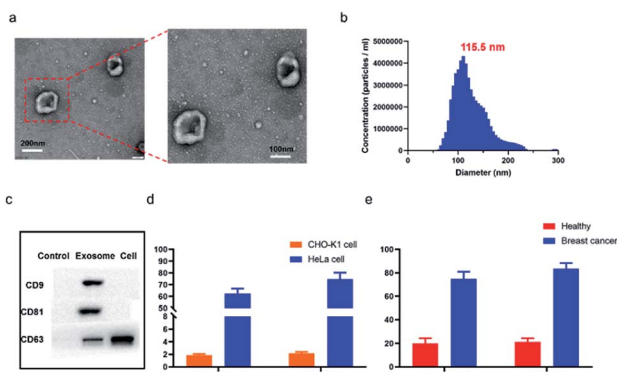 a
200nm
100nm
b
115.5 nm
Concentration (particles / ml)
5000000
4000000
3000000
2000000
1000000
0
0 100 200 300
Diameter (nm)
c
Control Exosome Cell
CD9
CD81
CD63
d
CHO-K1 cell
HeLa cell
100
90
80
70
60
50
8
6
4
2
0
e
Healthy
Breast cancer
100
80
60
40
20
0